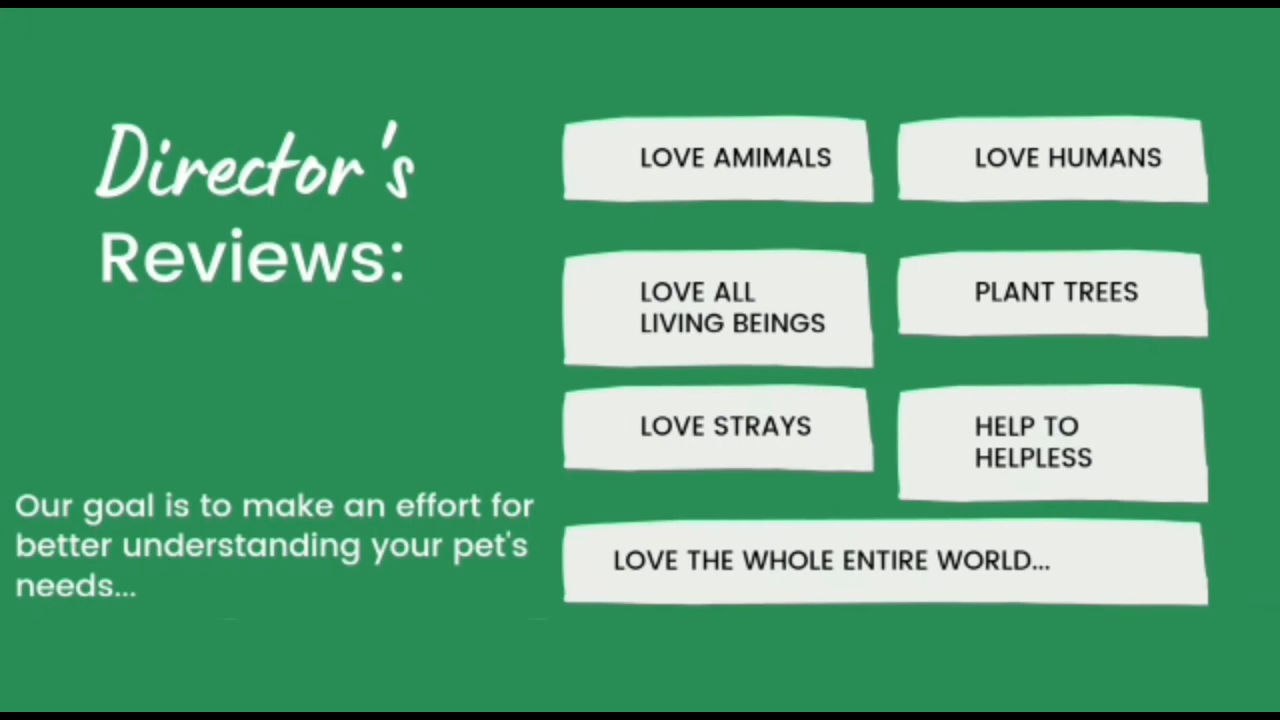 Director's
Reviews:
LOVE AMIMALS
LOVE HUMANS
LOVE ALL
LIVING BEINGS
PLANT TREES
LOVE STRAYS
HELP TO
HELPLESS
LOVE THE WHOLE ENTIRE WORLD...
Our goal is to make an effort for
better understanding your pet's
needs...